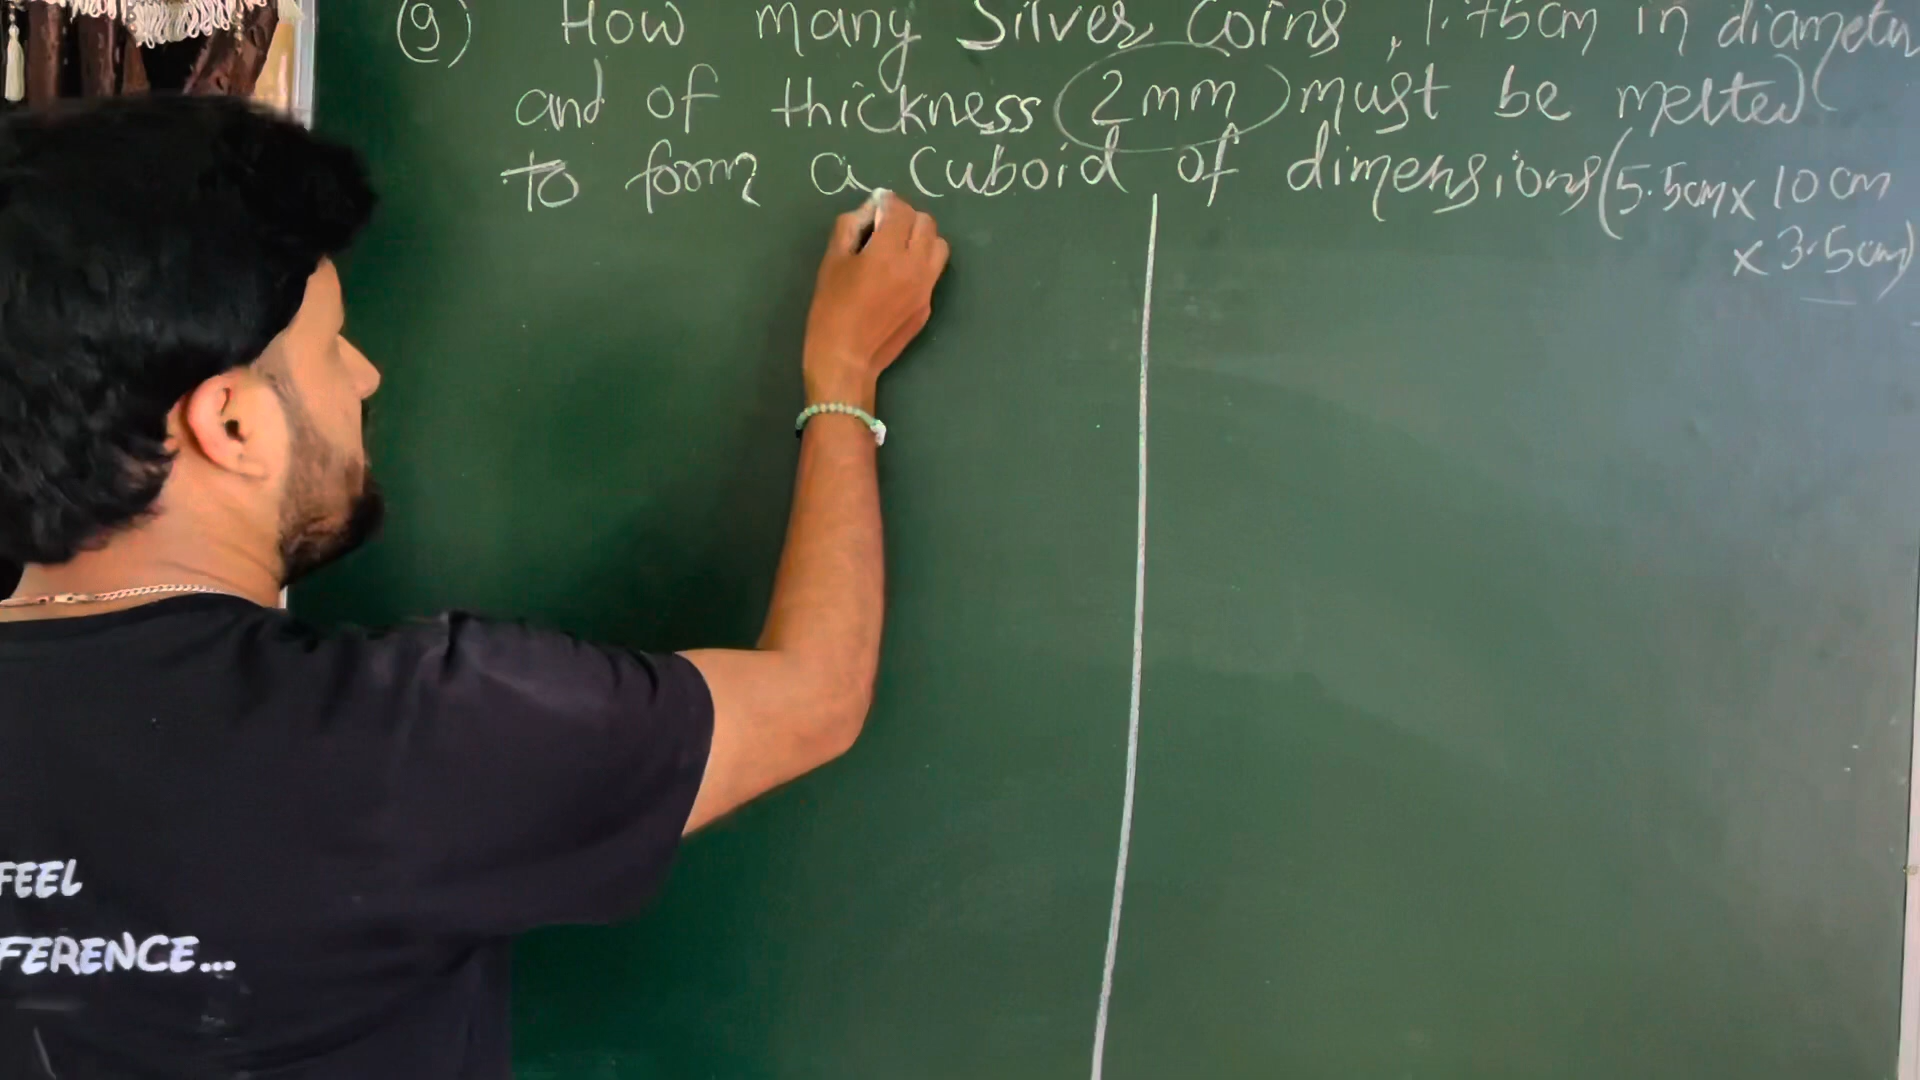 (9) How many Silver Coins, 1.75cm in diameter
and of thickness 2mm must be melted
to form a cuboid of dimensions (5.5cm x 10cm
x 3.5cm)
FEEL
FERENCE...